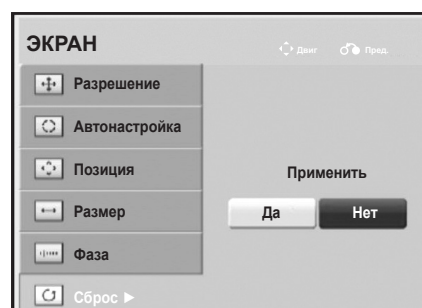 ЭКРАН
Двиг Пред.
Разрешение
Автонастройка
Позиция
Размер
Фаза
Сброс ►
Применить
Да Нет